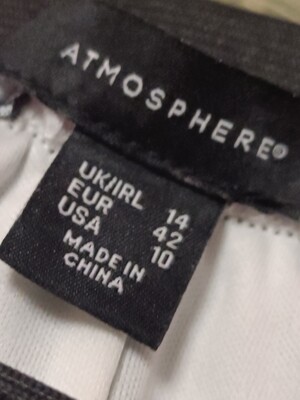 ATMOSPHERE®
UK/IRL 14
EUR 42
USA 10
MADE IN
CHINA